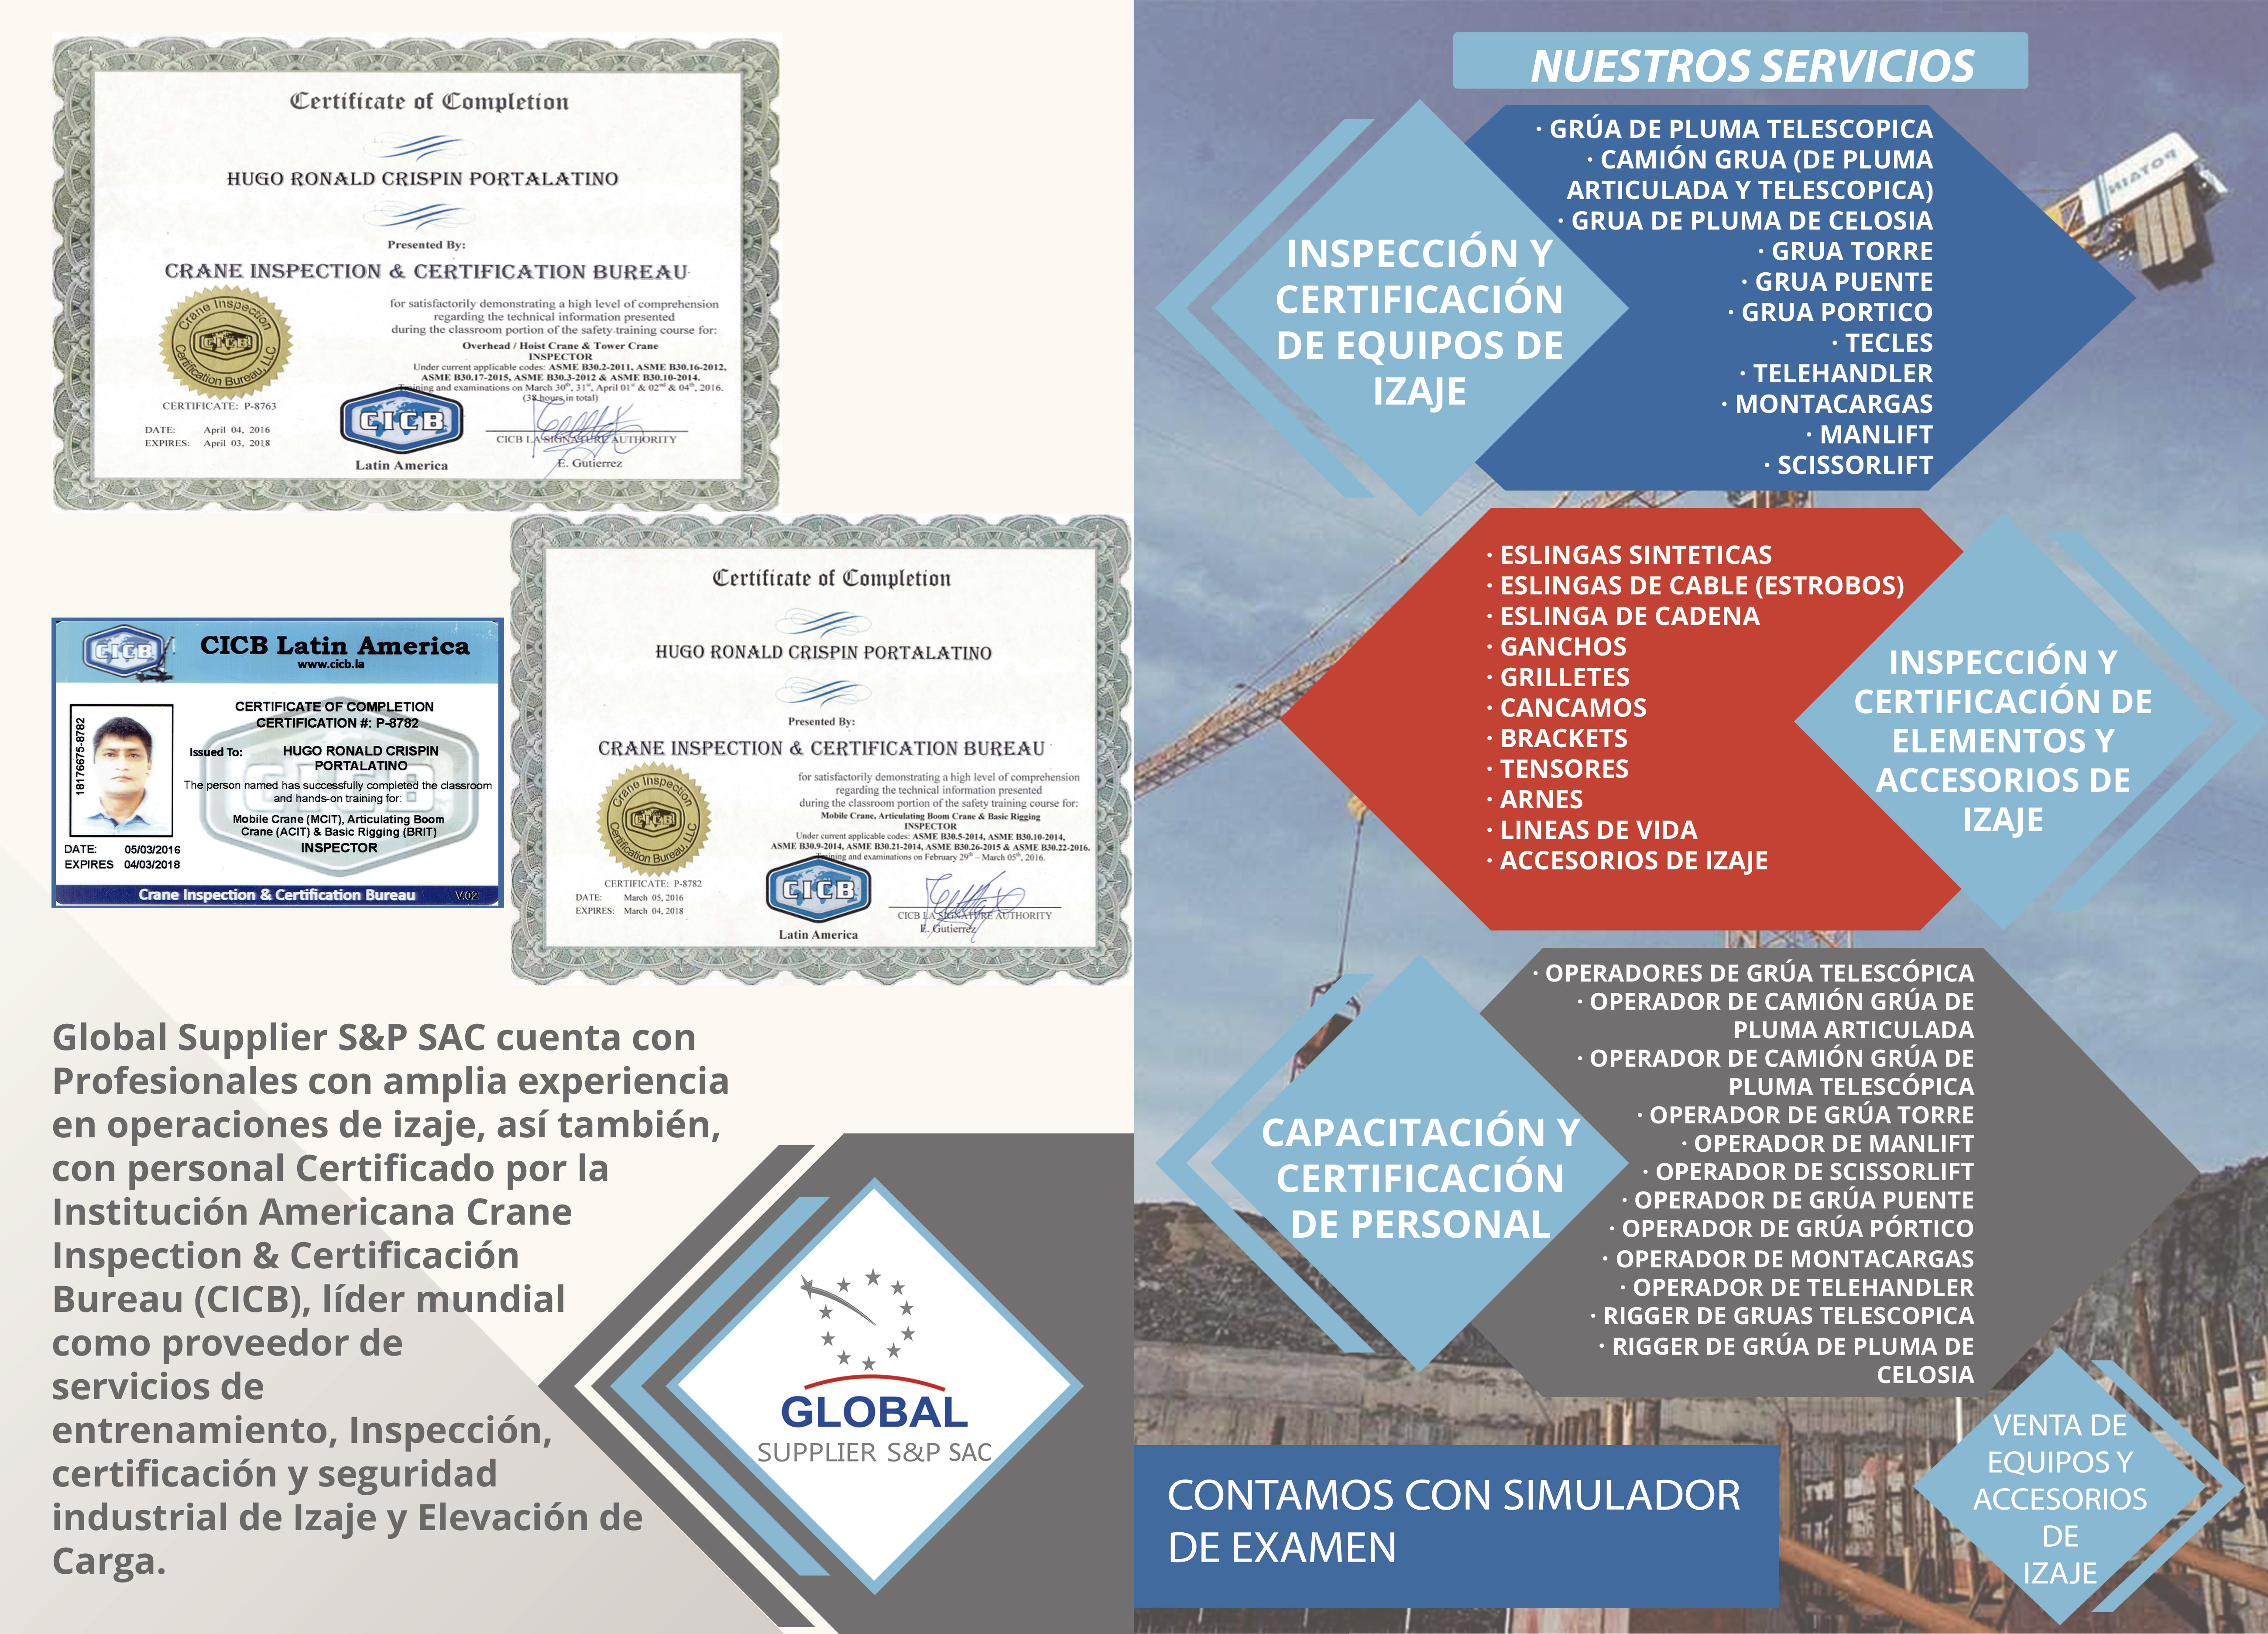 Certificate of Completion
HUGO RONALD CRISPIN PORTALATINO
Presented By:
CRANE INSPECTION & CERTIFICATION BUREAU
for satisfactorily demonstrating a high level of comprehension
regarding the technical information presented
during the classroom portion of the safety training course for:
Overhead / Hoist Crane & Tower Crane
INSPECTOR
Under current applicable codes: ASME B30.2-2011, ASME B30.16-2012,
ASME B30.17-2015, ASME B30.3-2012 & ASME B30.10-2014.
Training and examinations on March 30th, 31st, April 01st & 02nd & 04th, 2016.
(38 hours in total)
Crane Inspection
CICB
Certification Bureau, LLC
CERTIFICATE: P-8763
DATE: April 04, 2016
EXPIRES: April 03, 2018
CICB
Latin America
CICB LA SIGNATURE AUTHORITY
E. Gutierrez
CICB
CICB Latin America
www.cicb.la
CERTIFICATE OF COMPLETION
CERTIFICATION #: P-8782
18176675-8782
Issued To: HUGO RONALD CRISPIN
PORTALATINO
The person named has successfully completed the classroom
and hands-on training for:
Mobile Crane (MCIT), Articulating Boom
Crane (ACIT) & Basic Rigging (BRIT)
INSPECTOR
DATE: 05/03/2016
EXPIRES 04/03/2018
Crane Inspection & Certification Bureau V.02
Certificate of Completion
HUGO RONALD CRISPIN PORTALATINO
Presented By:
CRANE INSPECTION & CERTIFICATION BUREAU
for satisfactorily demonstrating a high level of comprehension
regarding the technical information presented
during the classroom portion of the safety training course for:
Mobile Crane, Articulating Boom Crane & Basic Rigging
INSPECTOR
Under current applicable codes: ASME B30.5-2014, ASME B30.10-2014,
ASME B30.9-2014, ASME B30.21-2014, ASME B30.26-2015 & ASME B30.22-2016.
Training and examinations on February 29th – March 05th, 2016.
Crane Inspection
CICB
Certification Bureau, LLC
CERTIFICATE: P-8782
DATE: March 05, 2016
EXPIRES: March 04, 2018
CICB
Latin America
CICB LA SIGNATURE AUTHORITY
E. Gutierrez
Global Supplier S&P SAC cuenta con
Profesionales con amplia experiencia
en operaciones de izaje, así también,
con personal Certificado por la
Institución Americana Crane
Inspection & Certificación
Bureau (CICB), líder mundial
como proveedor de
servicios de
entrenamiento, Inspección,
certificación y seguridad
industrial de Izaje y Elevación de
Carga.
GLOBAL
SUPPLIER S&P SAC
NUESTROS SERVICIOS
INSPECCIÓN Y
CERTIFICACIÓN
DE EQUIPOS DE
IZAJE
· GRÚA DE PLUMA TELESCOPICA
· CAMIÓN GRUA (DE PLUMA
ARTICULADA Y TELESCOPICA)
· GRUA DE PLUMA DE CELOSIA
· GRUA TORRE
· GRUA PUENTE
· GRUA PORTICO
· TECLES
· TELEHANDLER
· MONTACARGAS
· MANLIFT
· SCISSORLIFT
POTAIN
· ESLINGAS SINTETICAS
· ESLINGAS DE CABLE (ESTROBOS)
· ESLINGA DE CADENA
· GANCHOS
· GRILLETES
· CANCAMOS
· BRACKETS
· TENSORES
· ARNES
· LINEAS DE VIDA
· ACCESORIOS DE IZAJE
INSPECCIÓN Y
CERTIFICACIÓN DE
ELEMENTOS Y
ACCESORIOS DE
IZAJE
CAPACITACIÓN Y
CERTIFICACIÓN
DE PERSONAL
· OPERADORES DE GRÚA TELESCÓPICA
· OPERADOR DE CAMIÓN GRÚA DE
PLUMA ARTICULADA
· OPERADOR DE CAMIÓN GRÚA DE
PLUMA TELESCÓPICA
· OPERADOR DE GRÚA TORRE
· OPERADOR DE MANLIFT
· OPERADOR DE SCISSORLIFT
· OPERADOR DE GRÚA PUENTE
· OPERADOR DE GRÚA PÓRTICO
· OPERADOR DE MONTACARGAS
· OPERADOR DE TELEHANDLER
· RIGGER DE GRUAS TELESCOPICA
· RIGGER DE GRÚA DE PLUMA DE
CELOSIA
CONTAMOS CON SIMULADOR
DE EXAMEN
VENTA DE
EQUIPOS Y
ACCESORIOS
DE
IZAJE